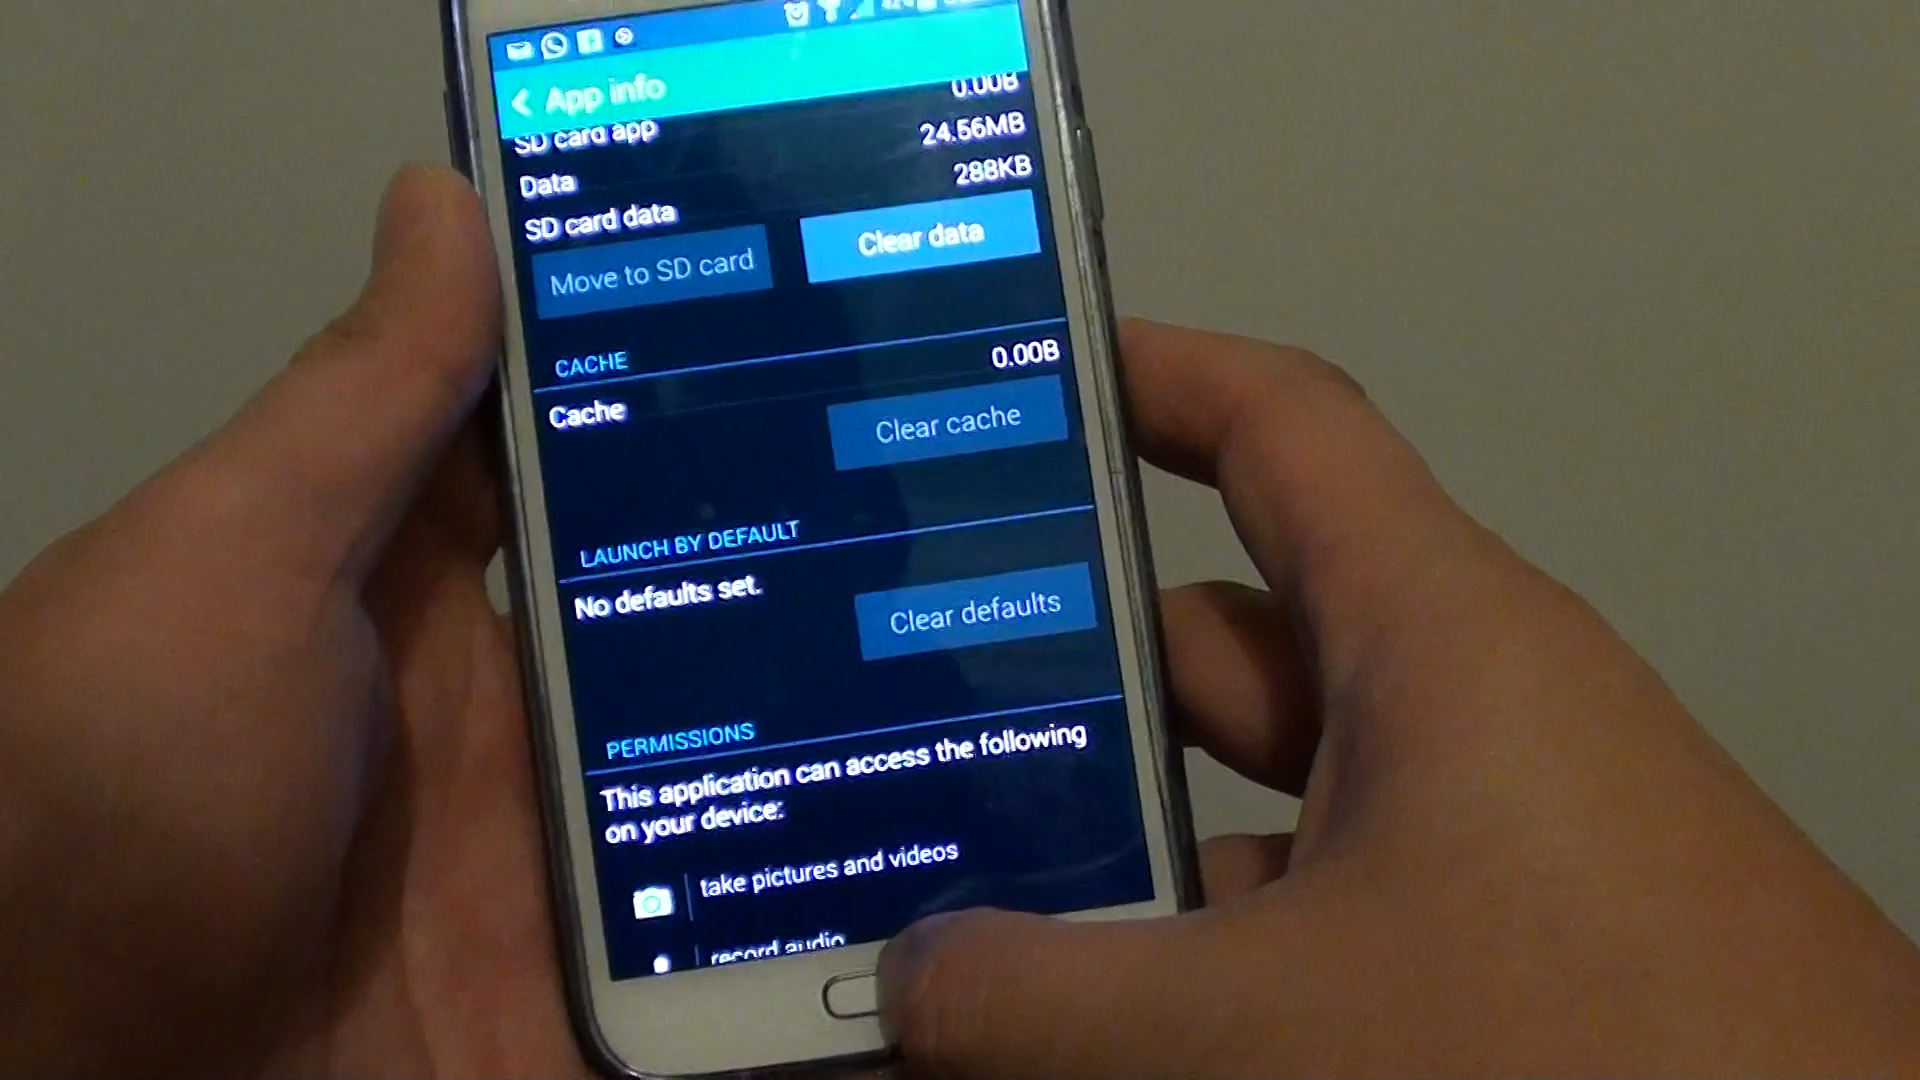 App info
0.00B
SD card app 24.56MB
Data 288KB
SD card data
Move to SD card Clear data
CACHE
0.00B
Cache
Clear cache
LAUNCH BY DEFAULT
No defaults set.
Clear defaults
PERMISSIONS
This application can access the following
on your device:
take pictures and videos
record audio